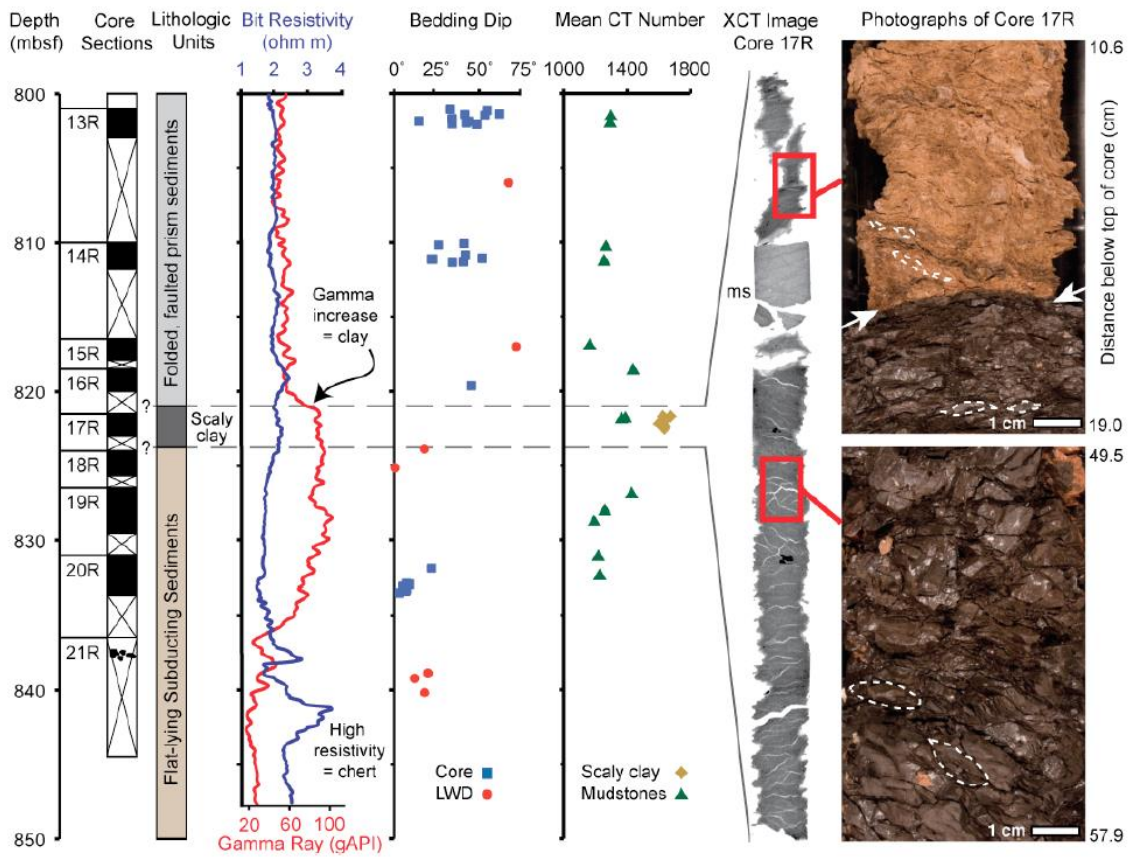 Depth
(mbsf)
Core
Sections
Lithologic
Units
Bit Resistivity
(ohm m)
1 2 3 4
Bedding Dip
0° 25° 50° 75°
Mean CT Number
1000 1400 1800
XCT Image
Core 17R
Photographs of Core 17R
800
810
820
830
840
850
13R
14R
15R
16R
17R
18R
19R
20R
21R
Folded, faulted prism sediments
?
Scaly
clay
?
Flat-lying Subducting Sediments
Gamma
increase
= clay
High
resistivity
= chert
20 60 100
Gamma Ray (gAPI)
Core
LWD
Scaly clay
Mudstones
ms
10.6
Distance below top of core (cm)
1 cm
19.0
49.5
1 cm
57.9